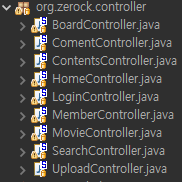 org.zerock.controller
BoardController.java
ComentController.java
ContentsController.java
HomeController.java
LoginController.java
MemberController.java
MovieController.java
SearchController.java
UploadController.java